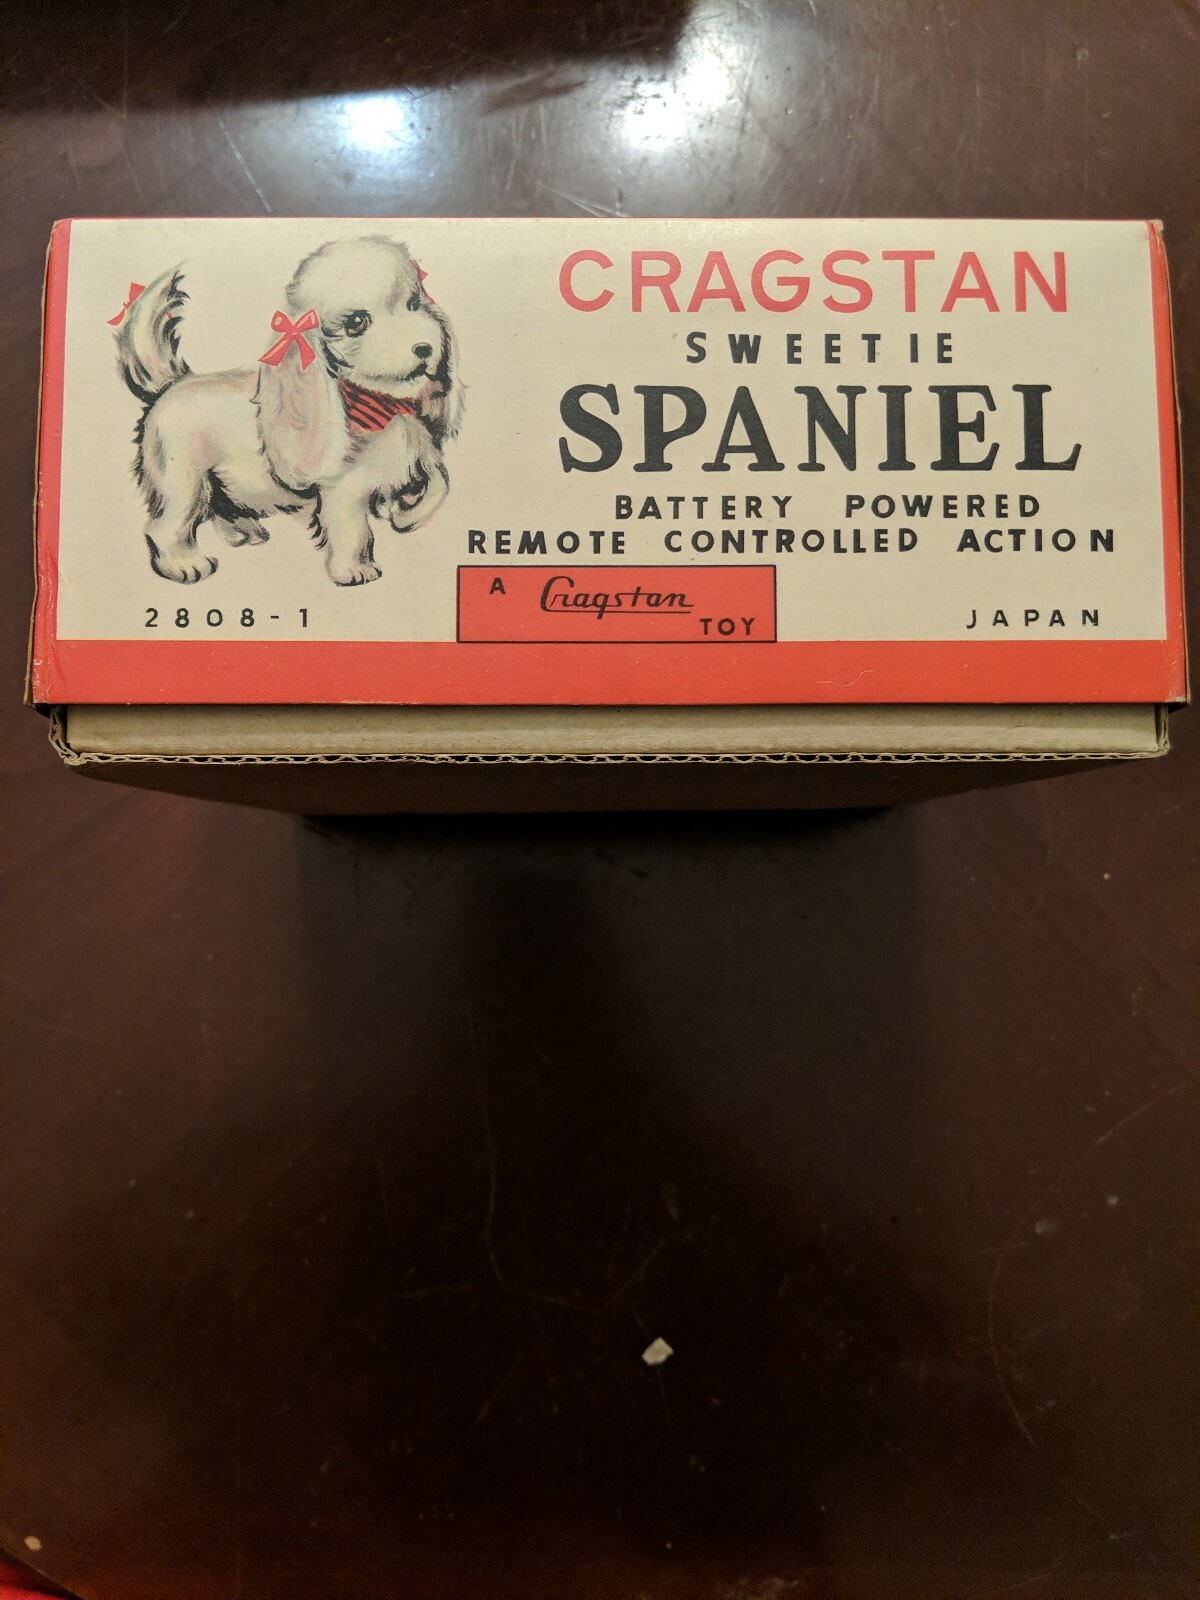 CRAGSTAN
SWEETIE
SPANIEL
BATTERY POWERED
REMOTE CONTROLLED ACTION
A Cragstan TOY
2808-1
JAPAN